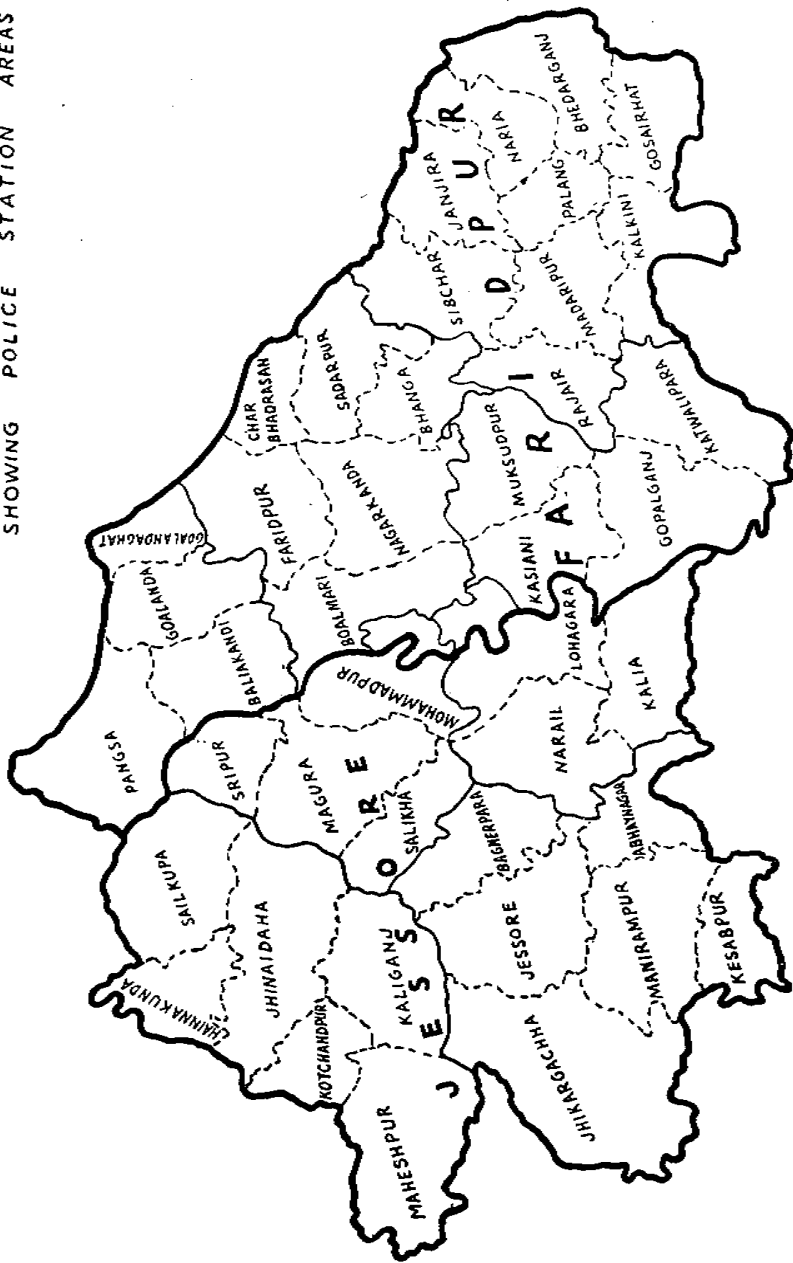 SHOWING POLICE STATION AREAS
PANGSA
GOALANDA
GOALANDAGHAT
BALIAKANDI
FARIDPUR
CHAR
BHADRASAN
SADARPUR
BOALMARI
NAGARKANDA
BHANGA
SIBCHAR
JANJIRA
NARIA
BHEDARGANJ
PALANG
GOSAIRHAT
KALKINI
MADARIPUR
RAJAIR
MUKSUDPUR
KASIANI
GOPALGANJ
KATWALIPARA
FARIDPUR
HAINNAKUNDA
SAILKUPA
SRIPUR
JHINAIDAHA
MAGURA
MOHAMMADPUR
KOTCHANDPUR
KALIGANJ
SALIKHA
MAHESHPUR
JESSORE
BAGHERPARA
NARAIL
LOHAGARA
JESSORE
JHIKARGACHHA
MANIRAMPUR
ABHAYNAGAR
KALIA
KESABPUR